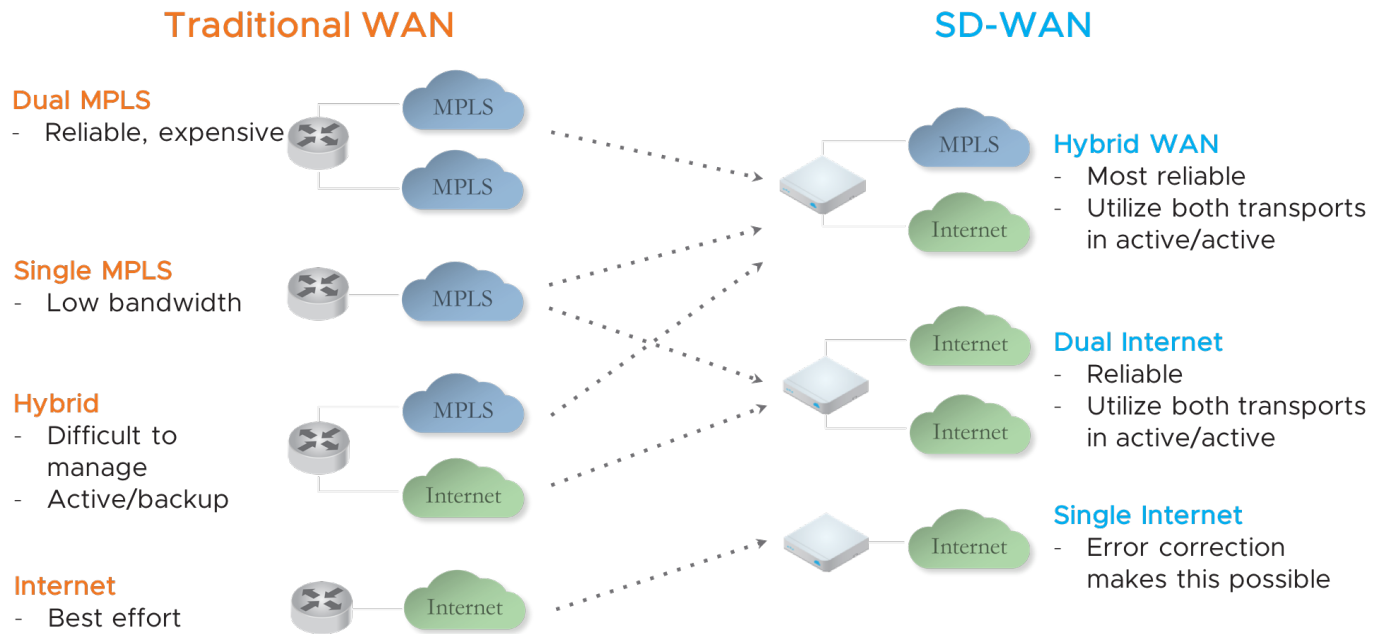 Traditional WAN
SD-WAN
Dual MPLS
- Reliable, expensive
MPLS
MPLS
Single MPLS
- Low bandwidth
MPLS
Hybrid
- Difficult to
manage
- Active/backup
MPLS
Internet
Internet
- Best effort
Internet
MPLS
Internet
Hybrid WAN
- Most reliable
- Utilize both transports
in active/active
Internet
Internet
Dual Internet
- Reliable
- Utilize both transports
in active/active
Internet
Single Internet
- Error correction
makes this possible